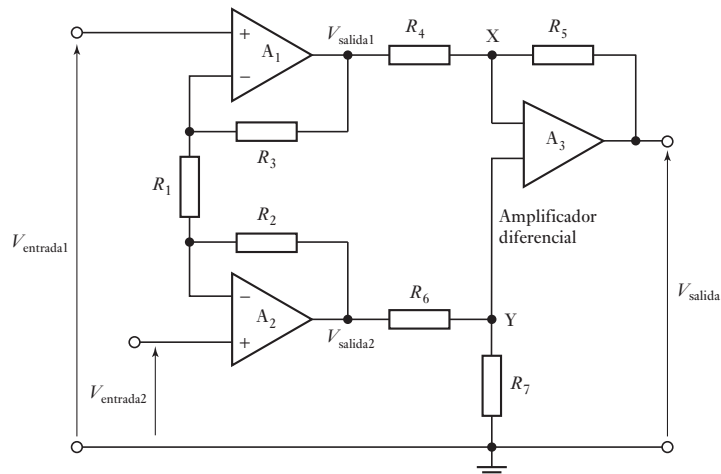 V_salida1
R_4
X
R_5
+
A_1
−
R_3
A_3
R_1
Amplificador
diferencial
R_2
V_entrada1
−
A_2
+
R_6
Y
V_salida
V_salida2
V_entrada2
R_7